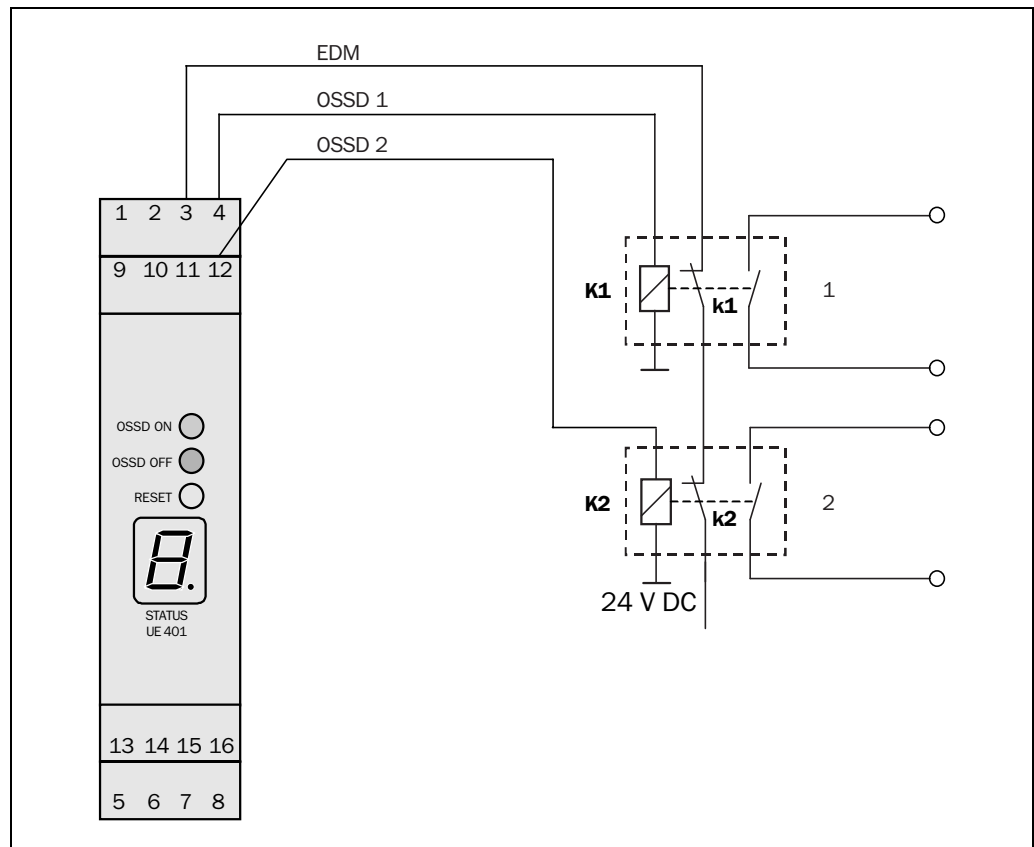 EDM
OSSD 1
OSSD 2
1 2 3 4
9 10 11 12
K1
k1
1
OSSD ON
OSSD OFF
RESET
K2
k2
2
8.
24 V DC
STATUS
UE 401
13 14 15 16
5 6 7 8